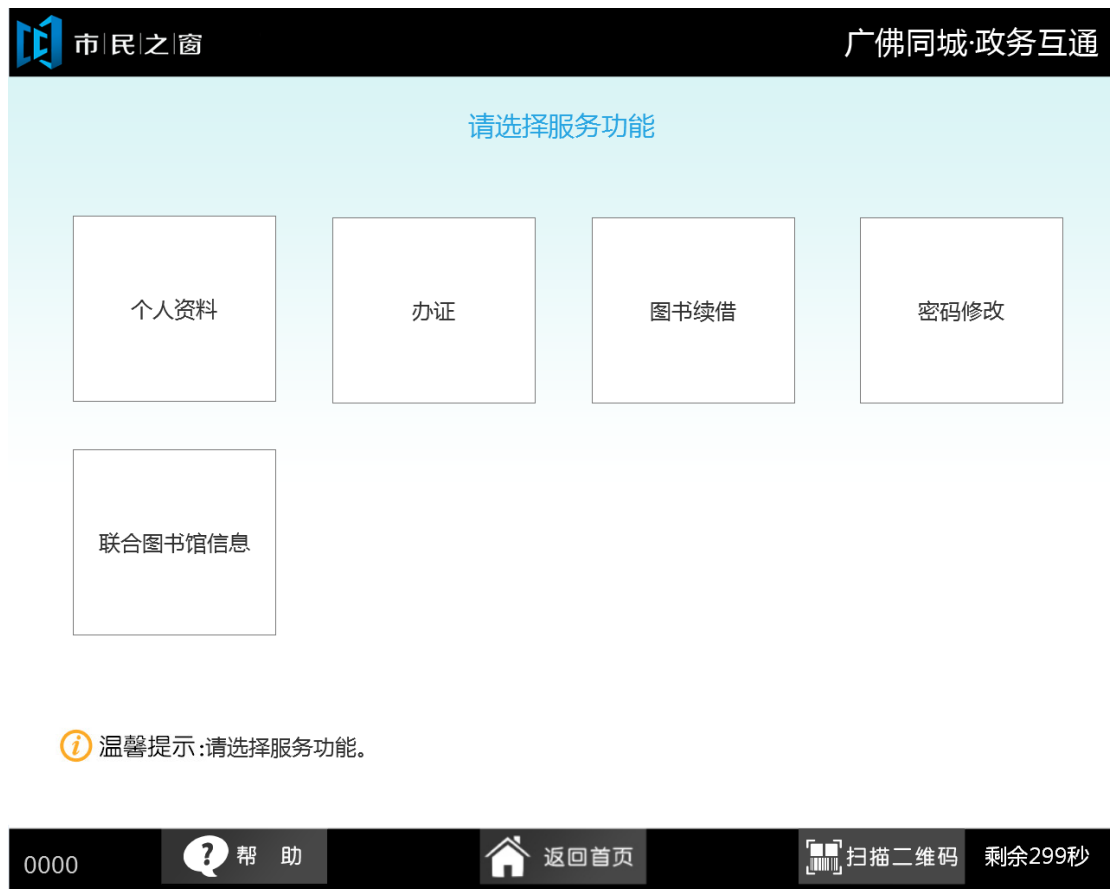 市民之窗
广佛同城·政务互通
请选择服务功能
个人资料
办证
图书续借
密码修改
联合图书馆信息
温馨提示:请选择服务功能。
0000
帮 助
返回首页
扫描二维码
剩余299秒